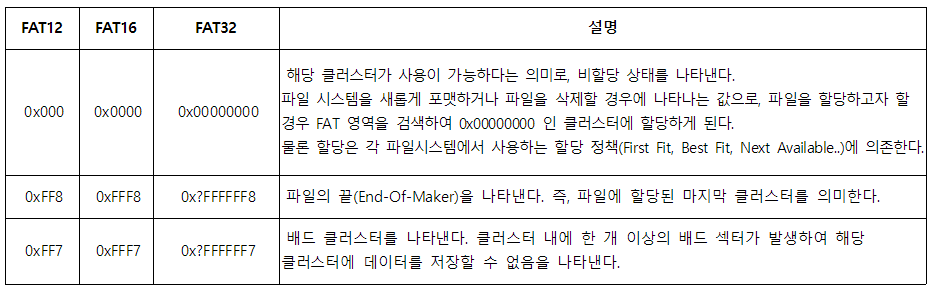 FAT12 FAT16 FAT32 설명
0x000 0x0000 0x00000000
해당 클러스터가 사용이 가능하다는 의미로, 비할당 상태를 나타낸다.
파일 시스템을 새롭게 포맷하거나 파일을 삭제할 경우에 나타나는 값으로, 파일을 할당하고자 할
경우 FAT 영역을 검색하여 0x00000000 인 클러스터에 할당하게 된다.
물론 할당은 각 파일시스템에서 사용하는 할당 정책(First Fit, Best Fit, Next Available..)에 의존한다.
0xFF8 0xFFF8 0x?FFFFFF8 파일의 끝(End-Of-Maker)을 나타낸다. 즉, 파일에 할당된 마지막 클러스터를 의미한다.
0xFF7 0xFFF7 0x?FFFFFF7
배드 클러스터를 나타낸다. 클러스터 내에 한 개 이상의 배드 섹터가 발생하여 해당
클러스터에 데이터를 저장할 수 없음을 나타낸다.